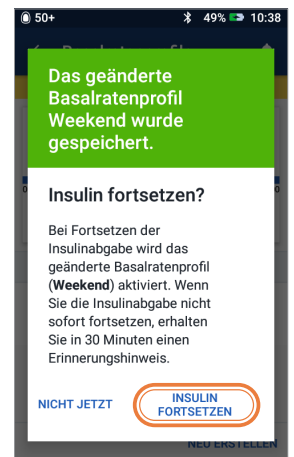 50+ 49% 10:38
Das geänderte
Basalratenprofil
Weekend wurde
gespeichert.
Insulin fortsetzen?
Bei Fortsetzen der
Insulinabgabe wird das
geänderte Basalratenprofil
(Weekend) aktiviert. Wenn
Sie die Insulinabgabe nicht
sofort fortsetzen, erhalten
Sie in 30 Minuten einen
Erinnerungshinweis.
NICHT JETZT
INSULIN
FORTSETZEN
NEU ERSTELLEN